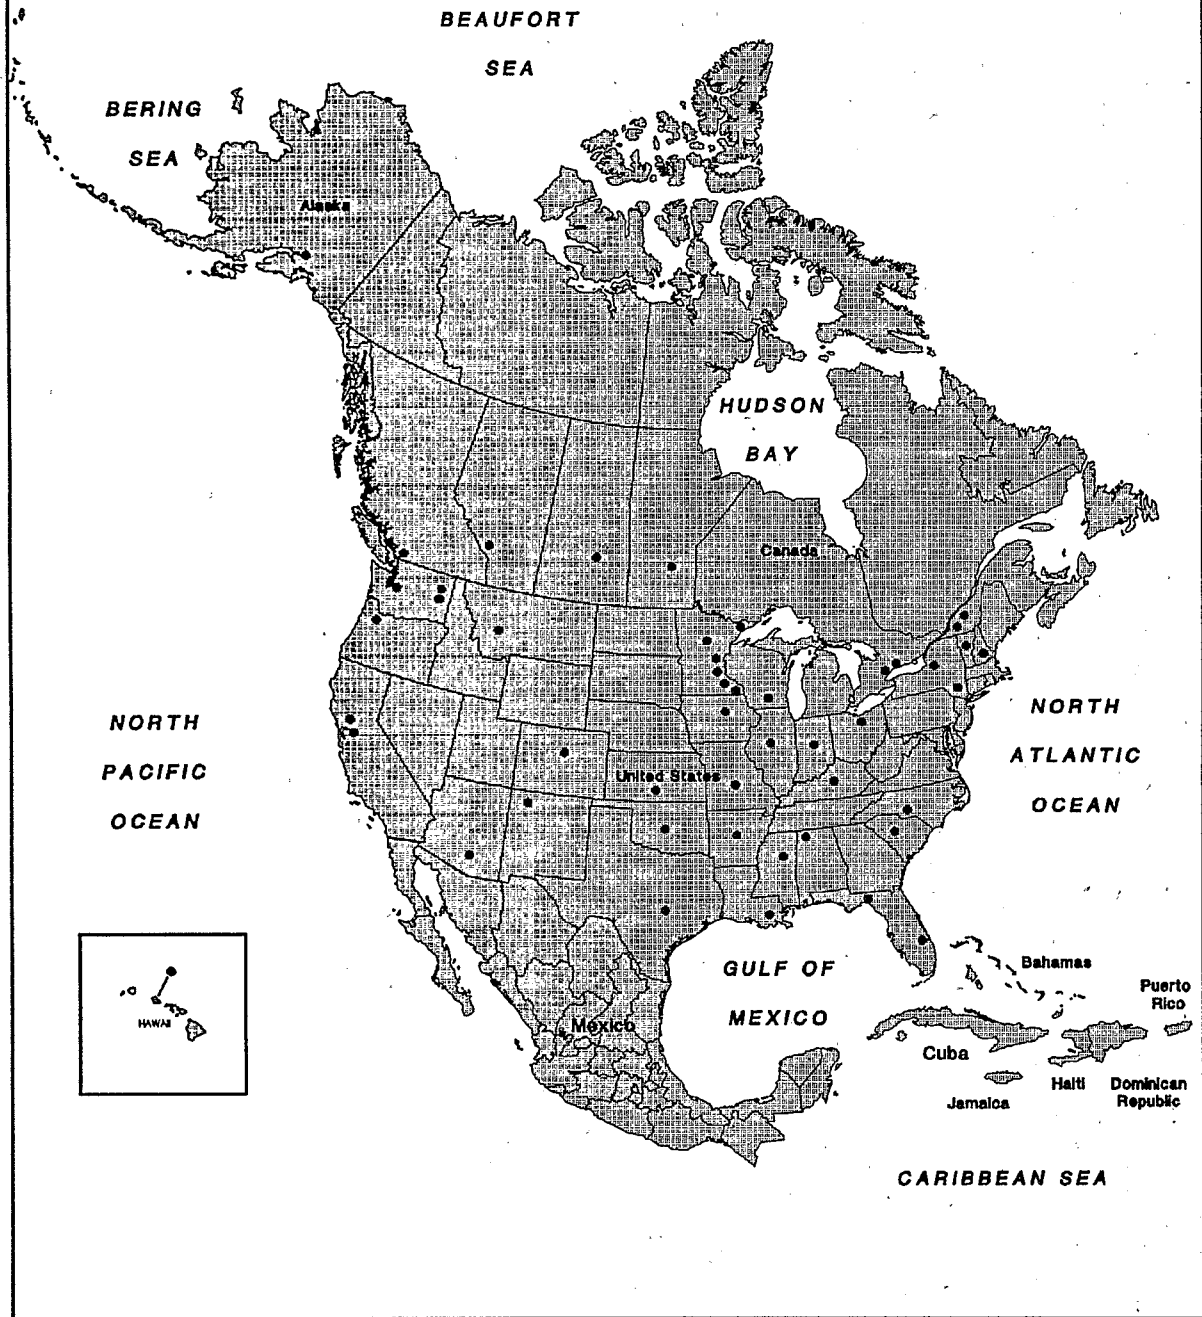 BEAUFORT
SEA
BERING
SEA
Alaska
HUDSON
BAY
Canada
NORTH
PACIFIC
OCEAN
NORTH
ATLANTIC
OCEAN
United States
GULF OF
MEXICO
Bahamas
Puerto
Rico
HAWAII
Mexico
Cuba
Haiti
Dominican
Republic
Jamaica
CARIBBEAN SEA